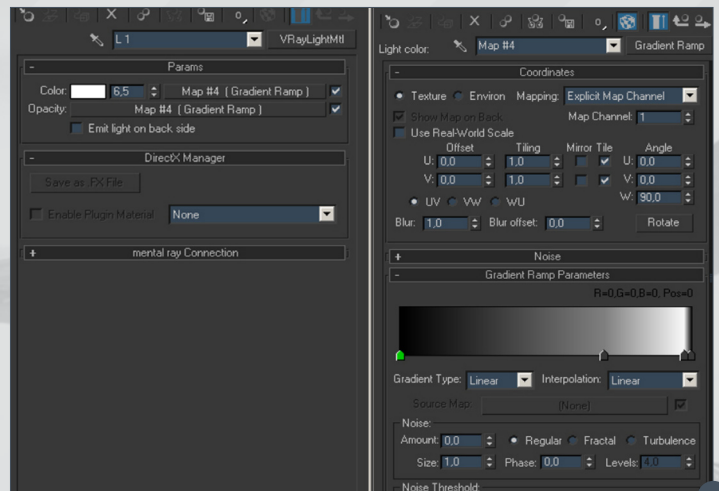 L 1
VRayLightMtl
- Params
Color: 6,5 Map #4 ( Gradient Ramp )
Opacity: Map #4 ( Gradient Ramp )
Emit light on back side
- DirectX Manager
Save as .FX File
Enable Plugin Material None
+ mental ray Connection
Light color: Map #4 Gradient Ramp
- Coordinates
Texture Environ Mapping: Explicit Map Channel
Show Map on Back Map Channel: 1
Use Real-World Scale
Offset Tiling Mirror Tile Angle
U: 0,0 1,0 U: 0,0
V: 0,0 1,0 V: 0,0
W: 90,0
UV VW WU
Blur: 1,0 Blur offset: 0,0 Rotate
+ Noise
- Gradient Ramp Parameters
R=0,G=0,B=0, Pos=0
Gradient Type: Linear Interpolation: Linear
Source Map: (None)
Noise:
Amount: 0,0 Regular Fractal Turbulence
Size: 1,0 Phase: 0,0 Levels: 4,0
Noise Threshold: